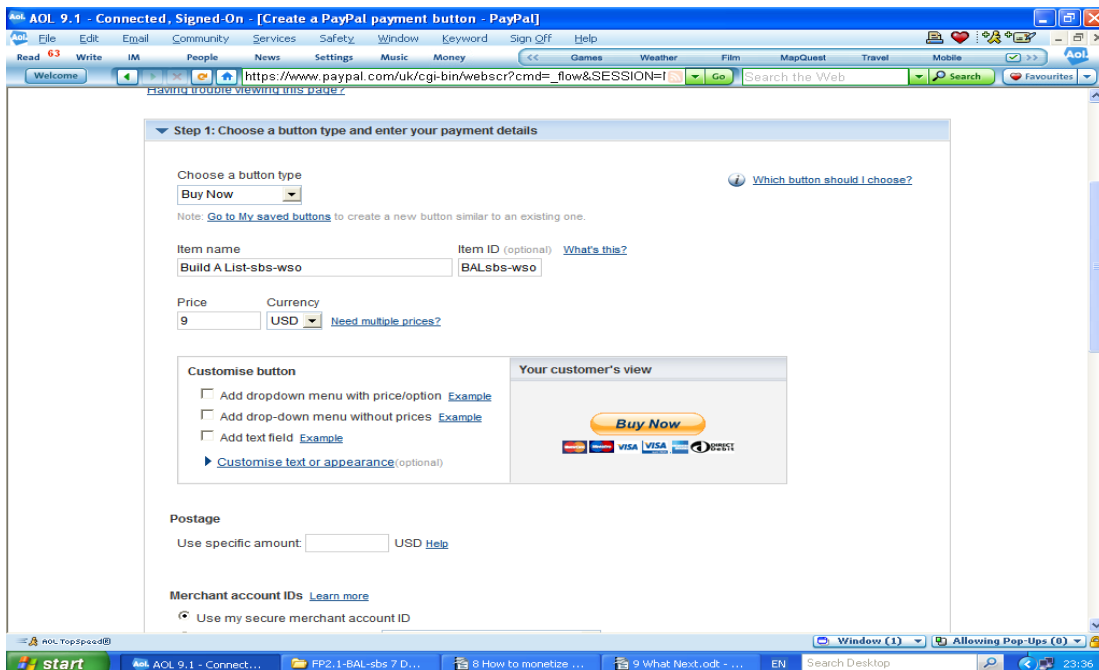 AOL 9.1 - Connected, Signed-On - [Create a PayPal payment button - PayPal]
File Edit Email Community Services Safety Window Keyword Sign Off Help
Read 63 Write IM People News Settings Music Money << Games Weather Film MapQuest Travel Mobile >> AOL
Welcome https://www.paypal.com/uk/cgi-bin/webscr?cmd=_flow&SESSION= Go Search the Web Search Favourites
Having trouble viewing this page?
Step 1: Choose a button type and enter your payment details
Choose a button type
Buy Now
Which button should I choose?
Note: Go to My saved buttons to create a new button similar to an existing one.
Item name Item ID (optional) What's this?
Build A List-sbs-wso BALsbs-wso
Price Currency
9 USD Need multiple prices?
Customise button Your customer's view
Add dropdown menu with price/option Example
Add drop-down menu without prices Example
Add text field Example
Customise text or appearance(optional)
Buy Now
VISA VISA DIRECT Debit
Postage
Use specific amount: USD Help
Merchant account IDs Learn more
Use my secure merchant account ID
AOL TopSpeed® Window (1) Allowing Pop-Ups (0)
start AOL 9.1 - Connect... FP2.1-BAL-sbs 7 D... 8 How to monetize ... 9 What Next.odt - ... EN Search Desktop 23:36